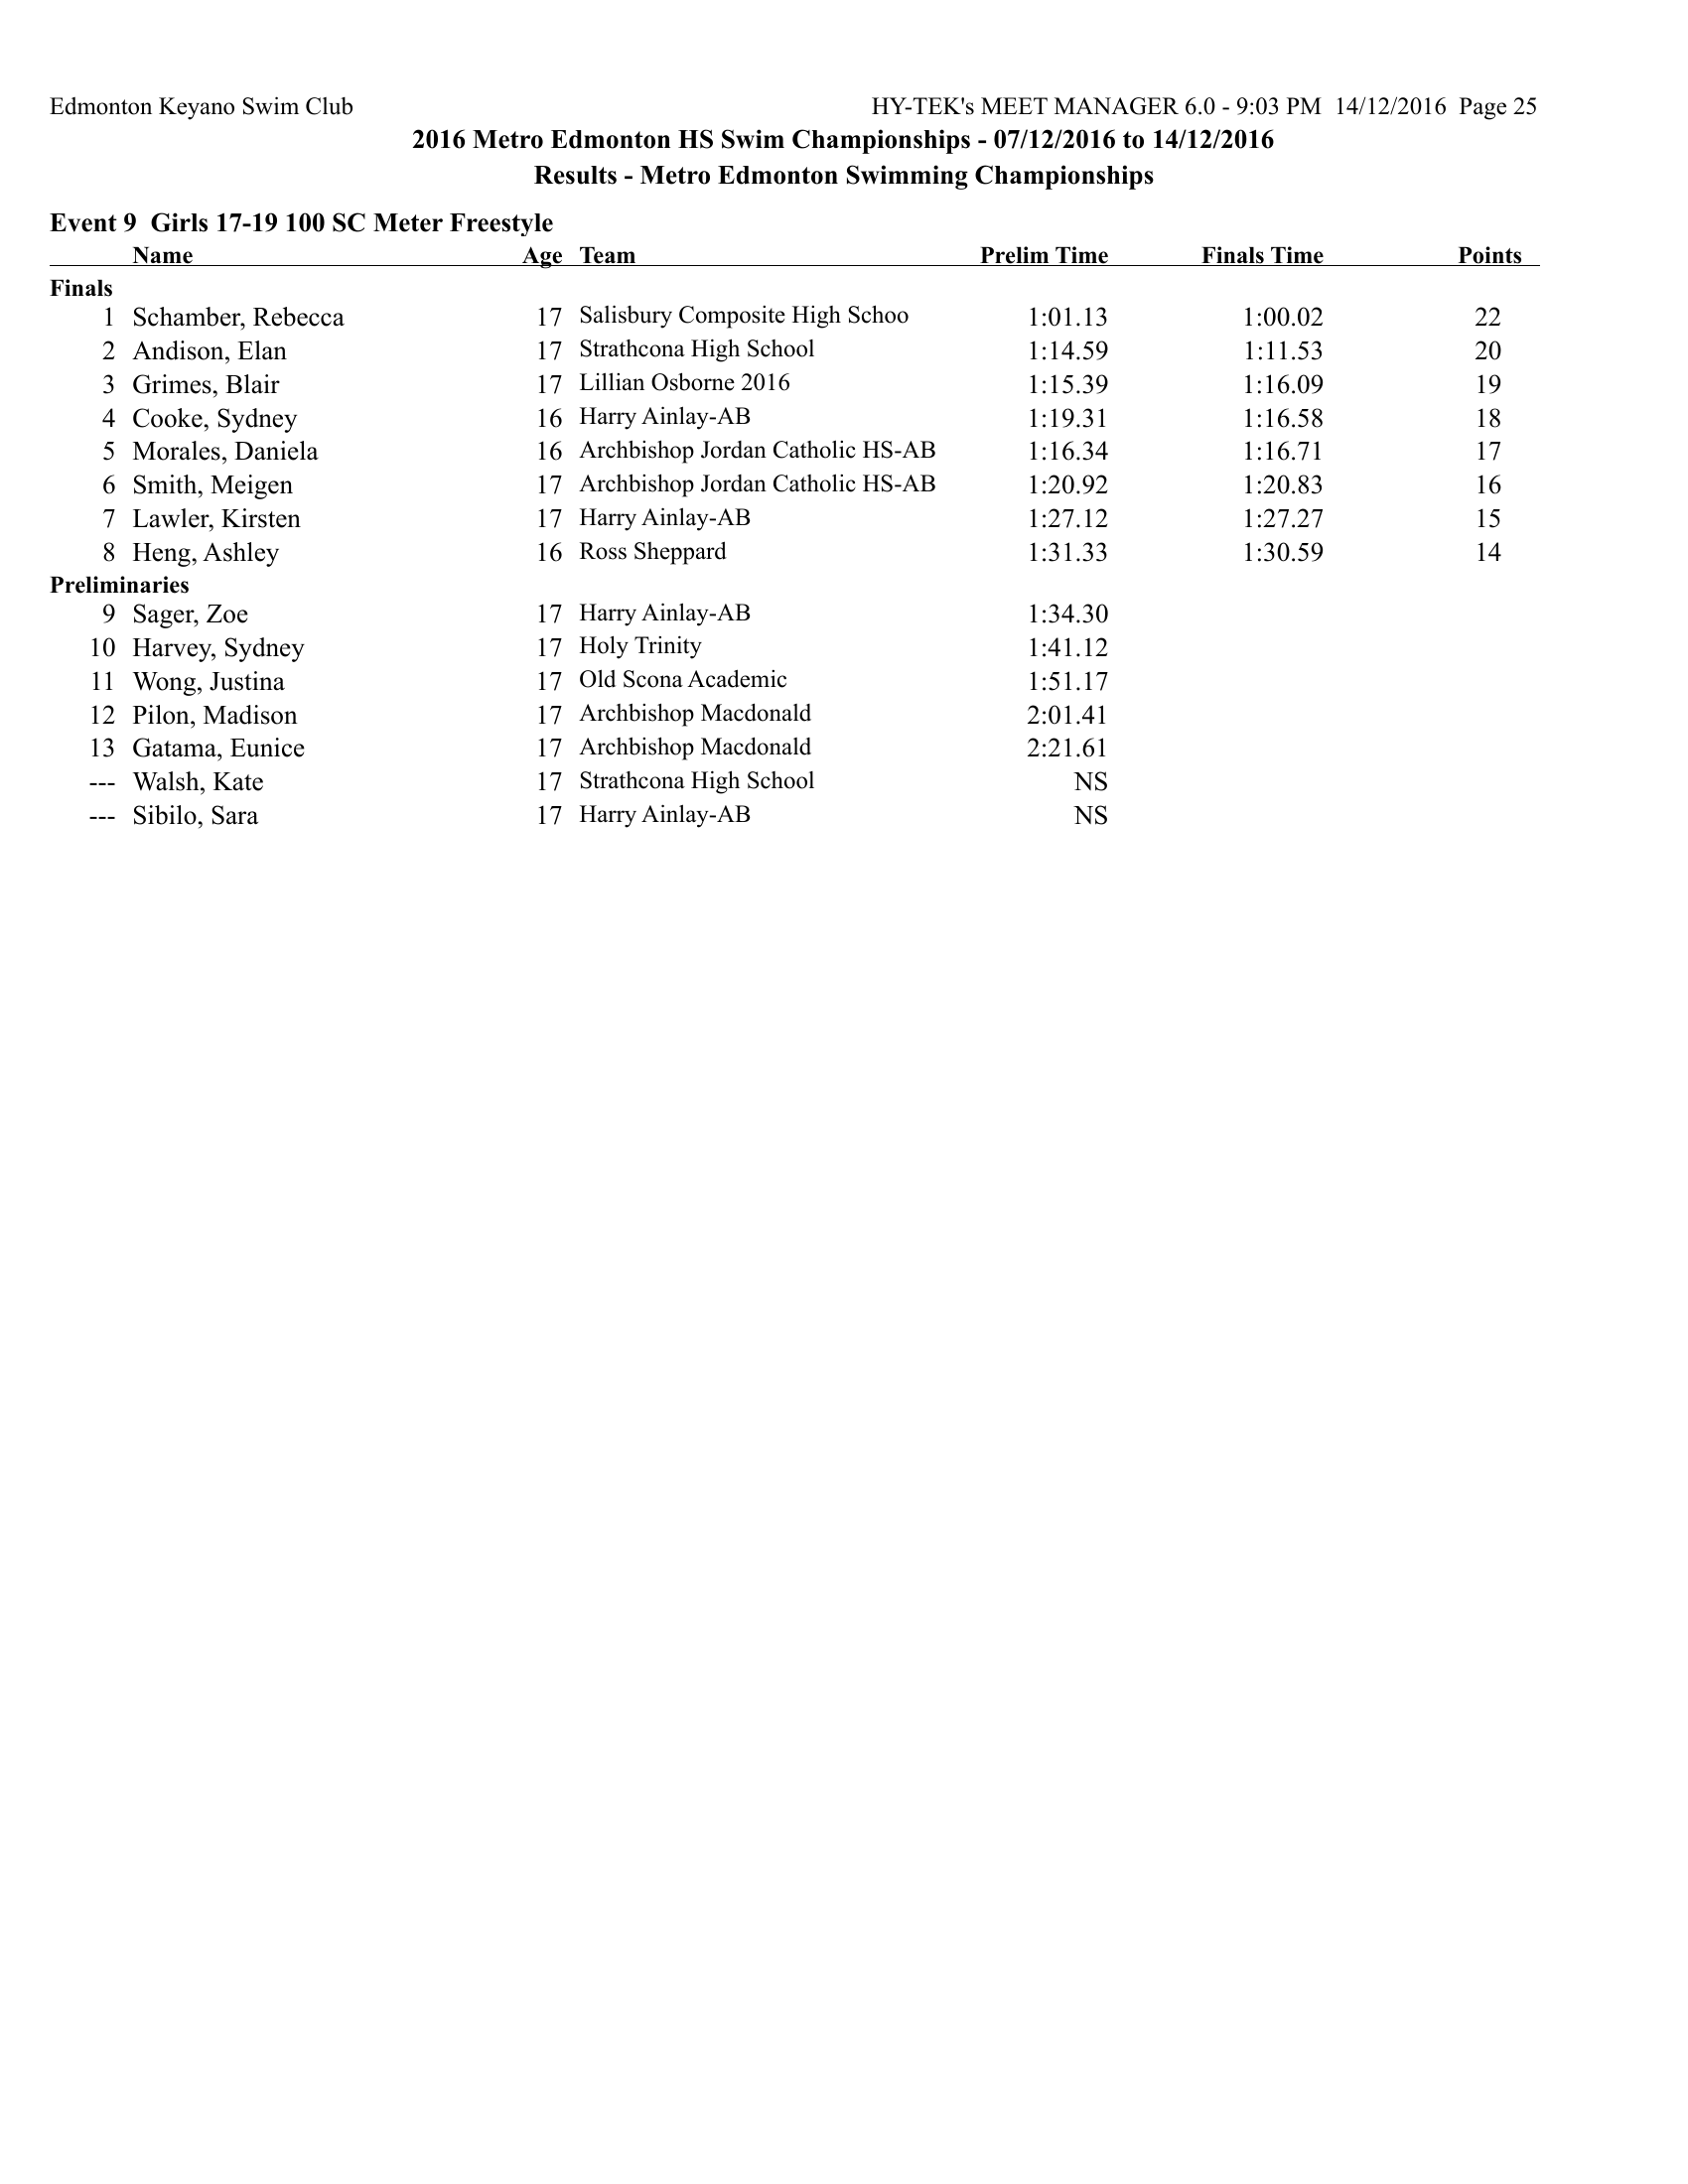 Edmonton Keyano Swim Club HY-TEK's MEET MANAGER 6.0 - 9:03 PM 14/12/2016 Page 25
2016 Metro Edmonton HS Swim Championships - 07/12/2016 to 14/12/2016
Results - Metro Edmonton Swimming Championships
Event 9 Girls 17-19 100 SC Meter Freestyle
Name Age Team Prelim Time Finals Time Points
Finals
1 Schamber, Rebecca 17 Salisbury Composite High Schoo 1:01.13 1:00.02 22
2 Andison, Elan 17 Strathcona High School 1:14.59 1:11.53 20
3 Grimes, Blair 17 Lillian Osborne 2016 1:15.39 1:16.09 19
4 Cooke, Sydney 16 Harry Ainlay-AB 1:19.31 1:16.58 18
5 Morales, Daniela 16 Archbishop Jordan Catholic HS-AB 1:16.34 1:16.71 17
6 Smith, Meigen 17 Archbishop Jordan Catholic HS-AB 1:20.92 1:20.83 16
7 Lawler, Kirsten 17 Harry Ainlay-AB 1:27.12 1:27.27 15
8 Heng, Ashley 16 Ross Sheppard 1:31.33 1:30.59 14
Preliminaries
9 Sager, Zoe 17 Harry Ainlay-AB 1:34.30
10 Harvey, Sydney 17 Holy Trinity 1:41.12
11 Wong, Justina 17 Old Scona Academic 1:51.17
12 Pilon, Madison 17 Archbishop Macdonald 2:01.41
13 Gatama, Eunice 17 Archbishop Macdonald 2:21.61
--- Walsh, Kate 17 Strathcona High School NS
--- Sibilo, Sara 17 Harry Ainlay-AB NS